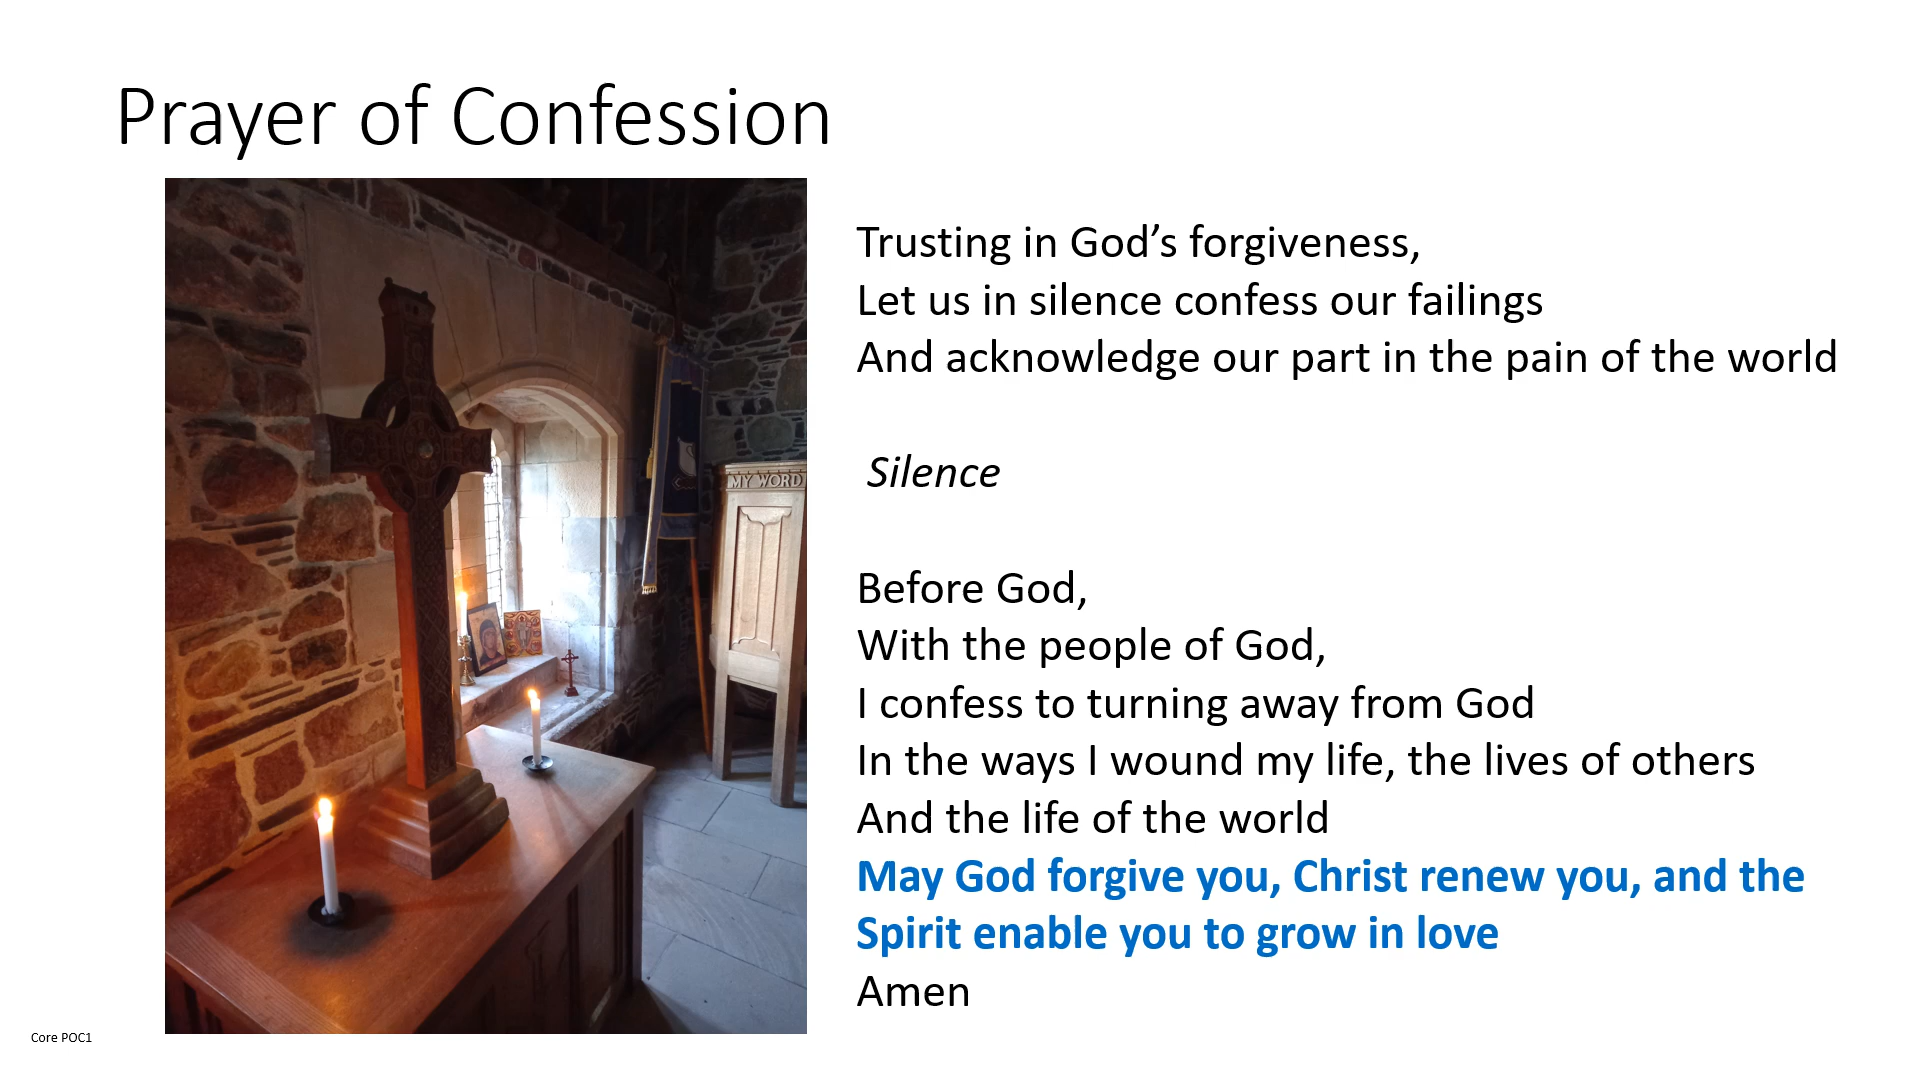 Prayer of Confession
Trusting in God’s forgiveness,
Let us in silence confess our failings
And acknowledge our part in the pain of the world
Silence
Before God,
With the people of God,
I confess to turning away from God
In the ways I wound my life, the lives of others
And the life of the world
May God forgive you, Christ renew you, and the
Spirit enable you to grow in love
Amen
MY WORD
Core POC1